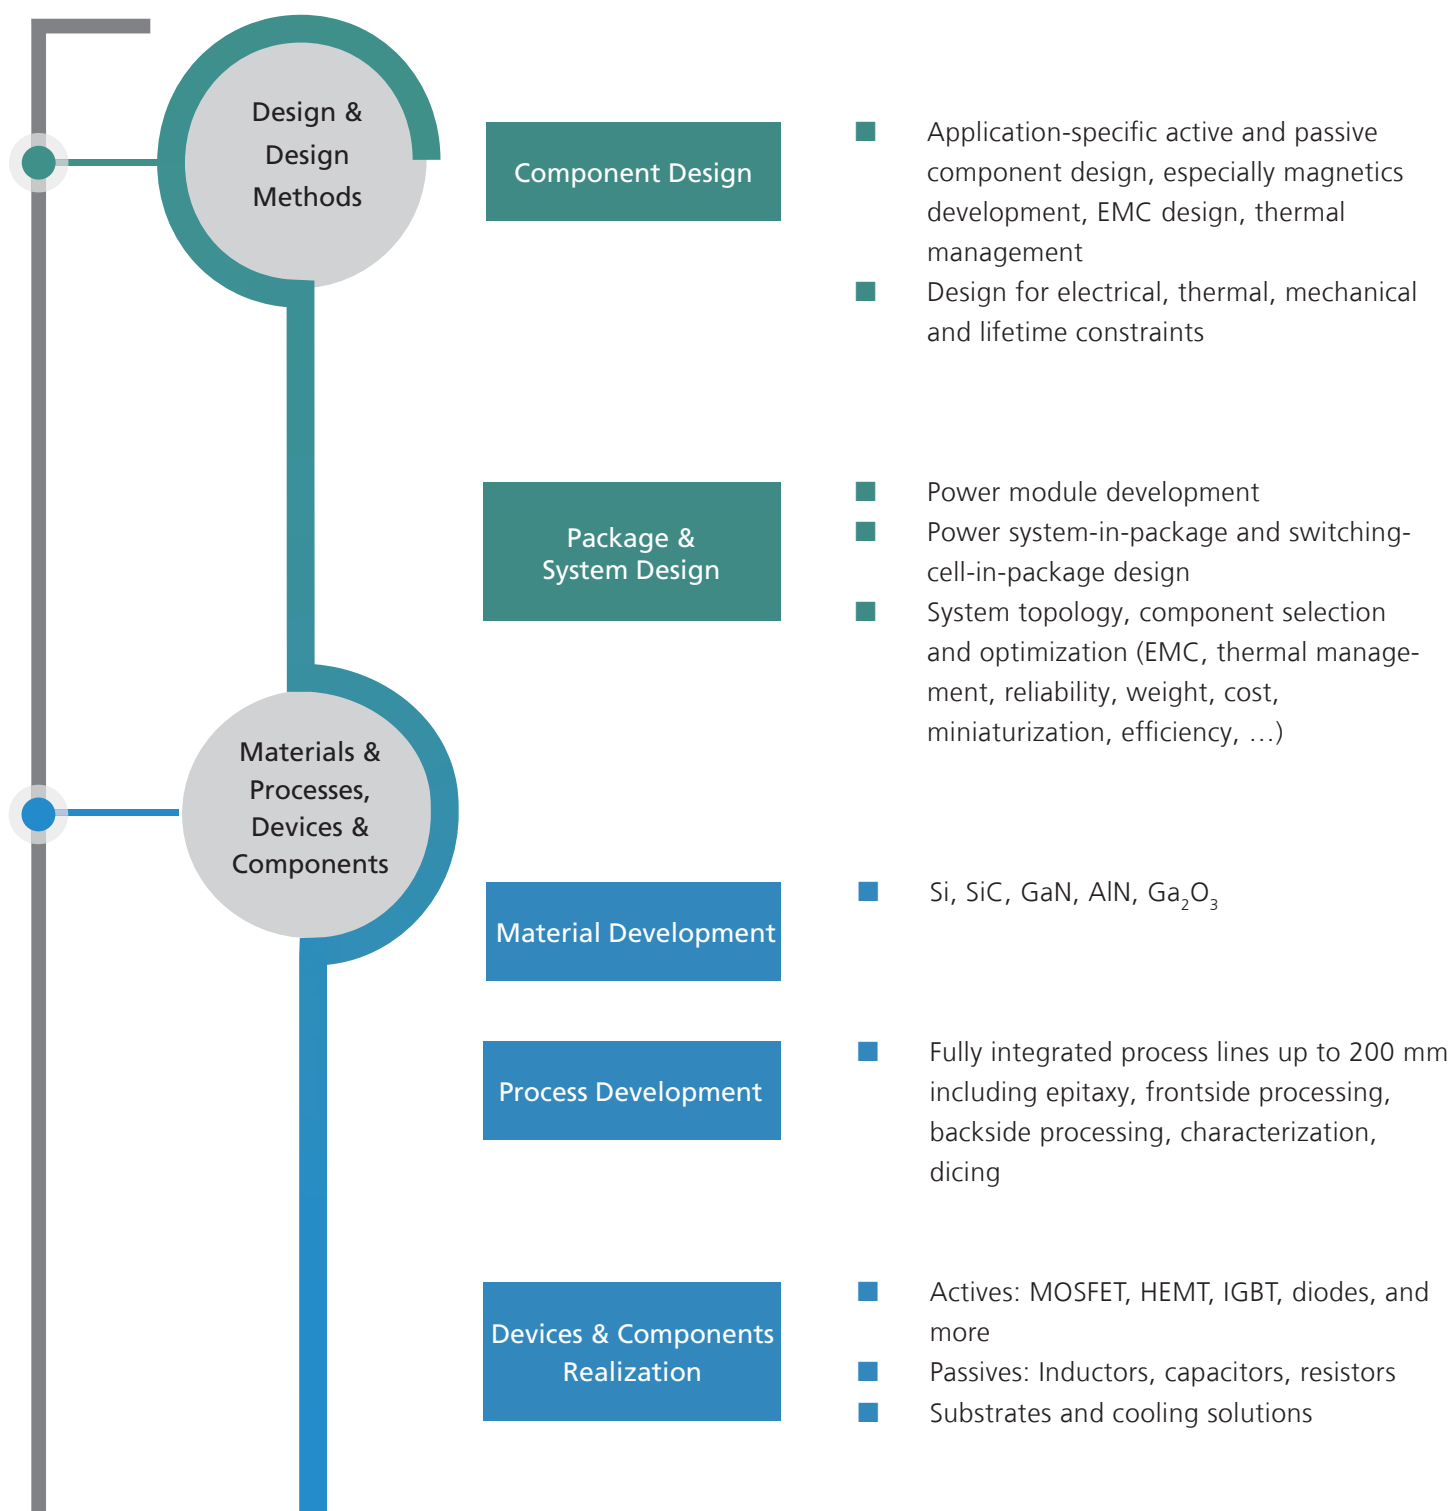 Design &
Design
Methods
Component Design
■ Application-specific active and passive
component design, especially magnetics
development, EMC design, thermal
management
■ Design for electrical, thermal, mechanical
and lifetime constraints
Package &
System Design
■ Power module development
■ Power system-in-package and switching-
cell-in-package design
■ System topology, component selection
and optimization (EMC, thermal manage-
ment, reliability, weight, cost,
miniaturization, efficiency, …)
Materials &
Processes,
Devices &
Components
Material Development
■ Si, SiC, GaN, AlN, Ga₂O₃
Process Development
■ Fully integrated process lines up to 200 mm
including epitaxy, frontside processing,
backside processing, characterization,
dicing
Devices & Components
Realization
■ Actives: MOSFET, HEMT, IGBT, diodes, and
more
■ Passives: Inductors, capacitors, resistors
■ Substrates and cooling solutions